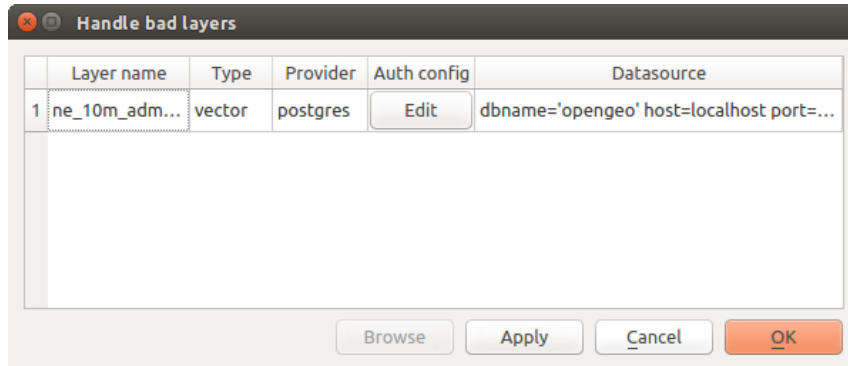 Handle bad layers
Layer name Type Provider Auth config Datasource
1 ne_10m_adm... vector postgres Edit dbname='opengeo' host=localhost port=...
Browse Apply Cancel OK